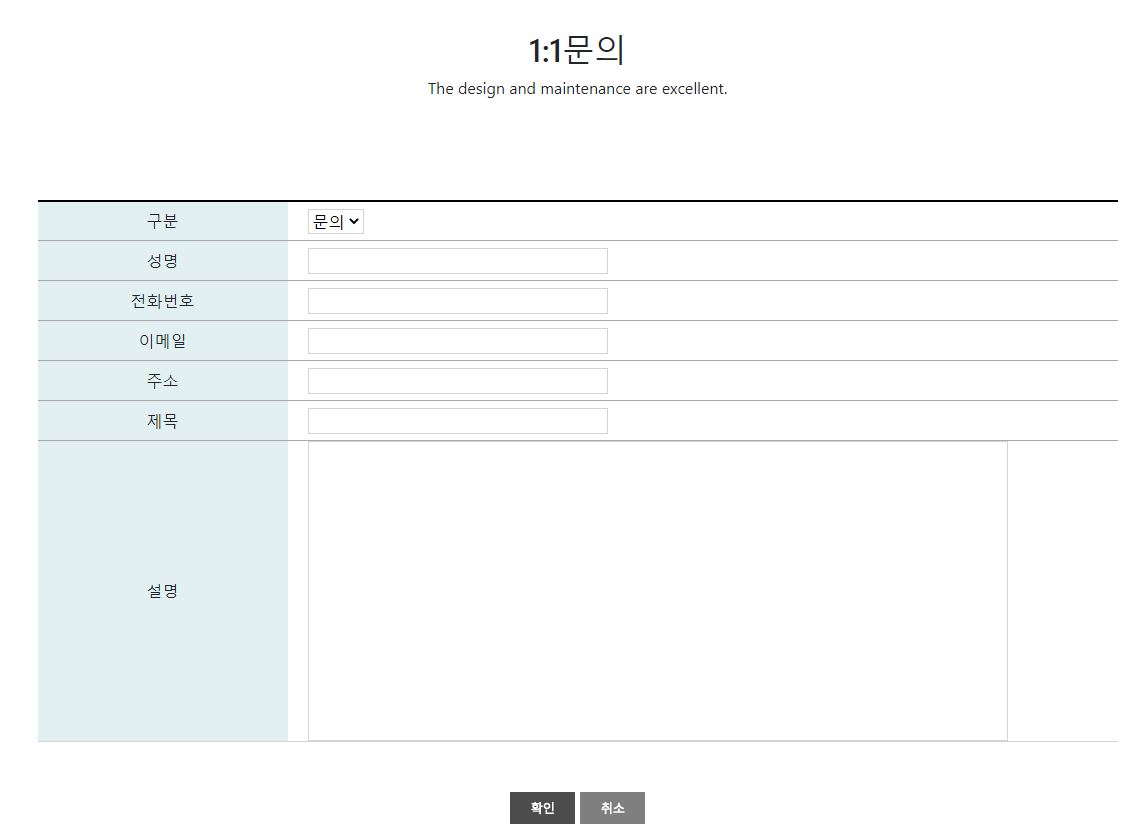 1:1문의
The design and maintenance are excellent.
구분 문의
성명
전화번호
이메일
주소
제목
설명
확인 취소